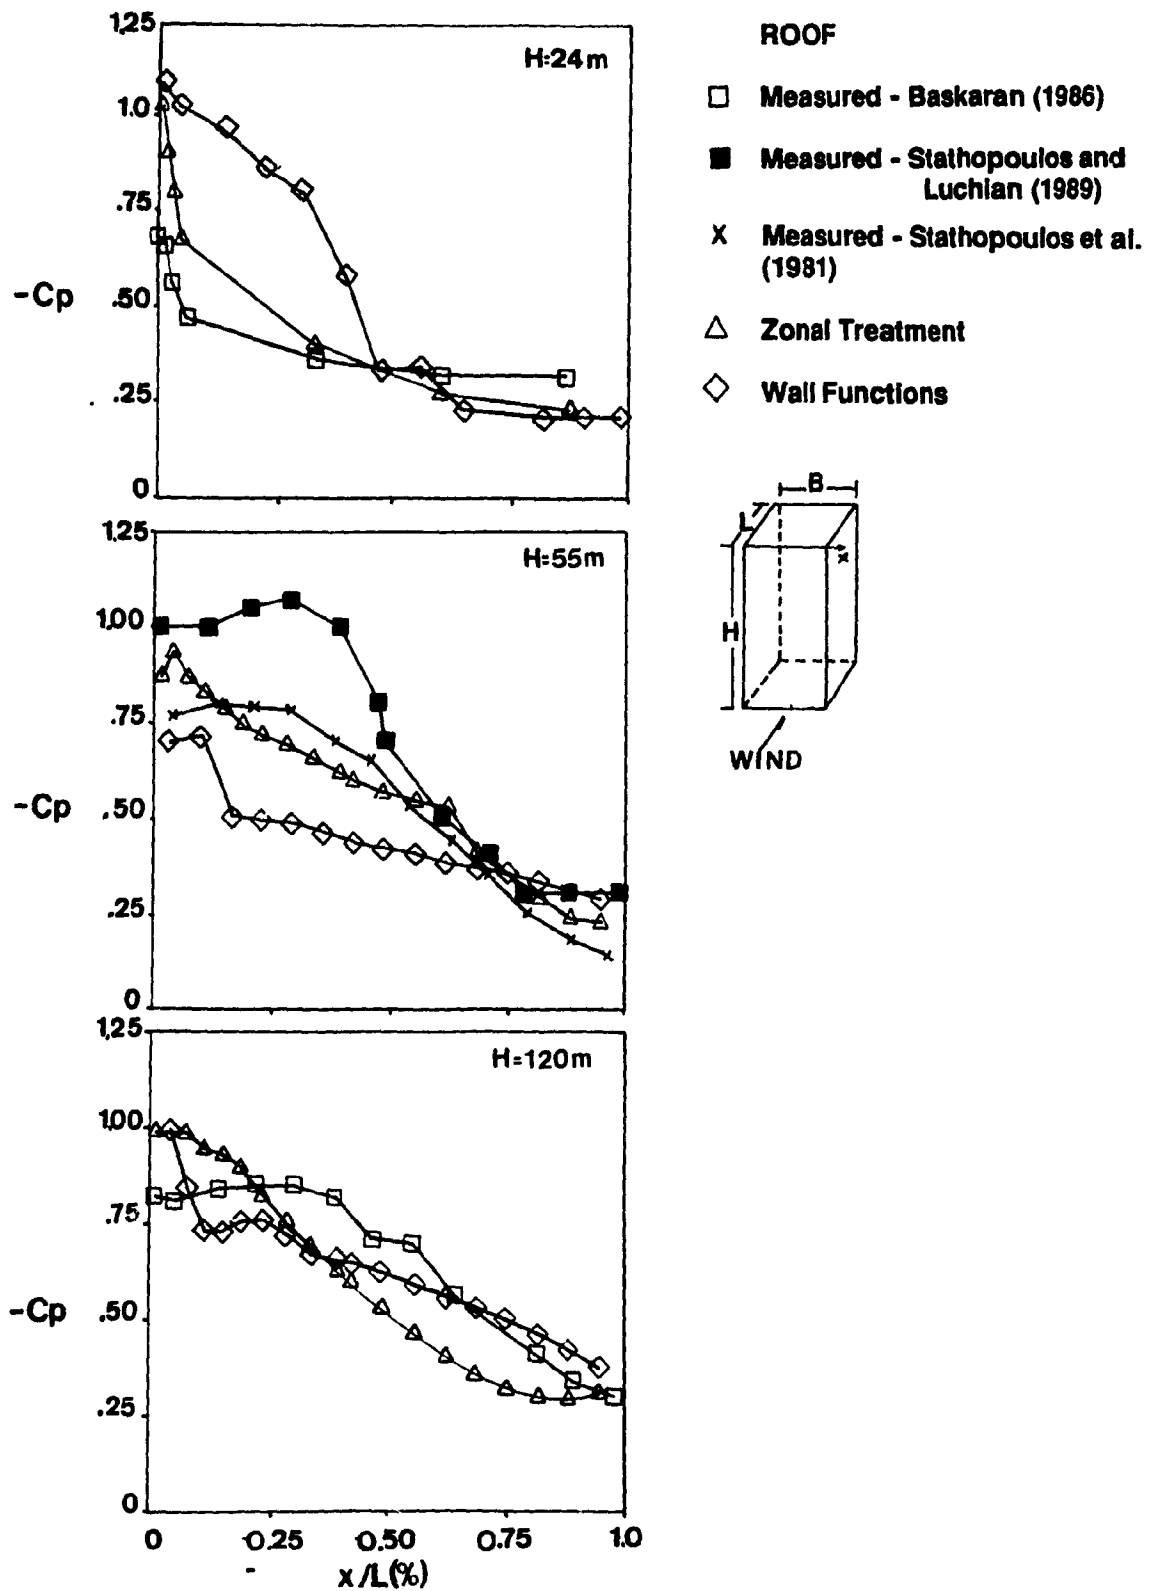 1.25
H=24m
1.0
.75
-Cp
.50
.25
0
ROOF
Measured - Baskaran (1986)
Measured - Stathopoulos and
Luchian (1989)
Measured - Stathopoulos et al.
(1981)
Zonal Treatment
Wall Functions
B
L
x
H
WIND
1.25
H=55m
1.00
.75
-Cp
.50
.25
0
1.25
H=120m
1.00
.75
-Cp
.50
.25
0
0 0.25 0.50 0.75 1.0
x/L(%)